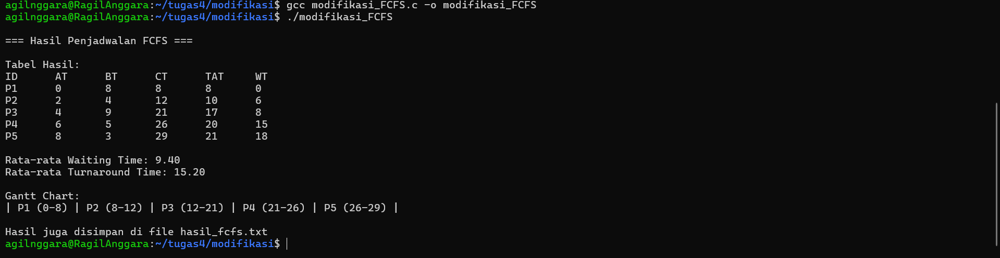 agilnggara@RagilAnggara:~/tugas4/modifikasi$ gcc modifikasi_FCFS.c -o modifikasi_FCFS
agilnggara@RagilAnggara:~/tugas4/modifikasi$ ./modifikasi_FCFS
=== Hasil Penjadwalan FCFS ===
Tabel Hasil:
ID AT BT CT TAT WT
P1 0 8 8 8 0
P2 2 4 12 10 6
P3 4 9 21 17 8
P4 6 5 26 20 15
P5 8 3 29 21 18
Rata-rata Waiting Time: 9.40
Rata-rata Turnaround Time: 15.20
Gantt Chart:
| P1 (0-8) | P2 (8-12) | P3 (12-21) | P4 (21-26) | P5 (26-29) |
Hasil juga disimpan di file hasil_fcfs.txt
agilnggara@RagilAnggara:~/tugas4/modifikasi$